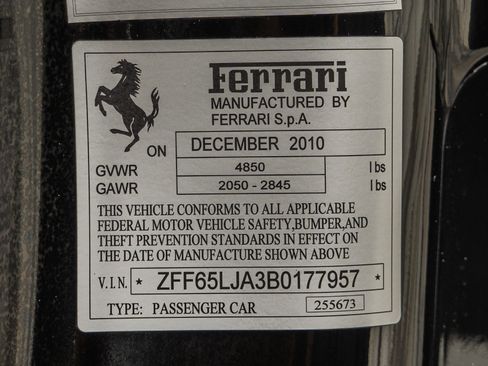 Ferrari
MANUFACTURED BY
FERRARI S.p.A.
ON DECEMBER 2010
GVWR 4850 lbs
GAWR 2050 - 2845 lbs
THIS VEHICLE CONFORMS TO ALL APPLICABLE
FEDERAL MOTOR VEHICLE SAFETY,BUMPER,AND
THEFT PREVENTION STANDARDS IN EFFECT ON
THE DATE OF MANUFACTURE SHOWN ABOVE
V.I.N. * ZFF65LJA3B0177957 *
TYPE: PASSENGER CAR 255673